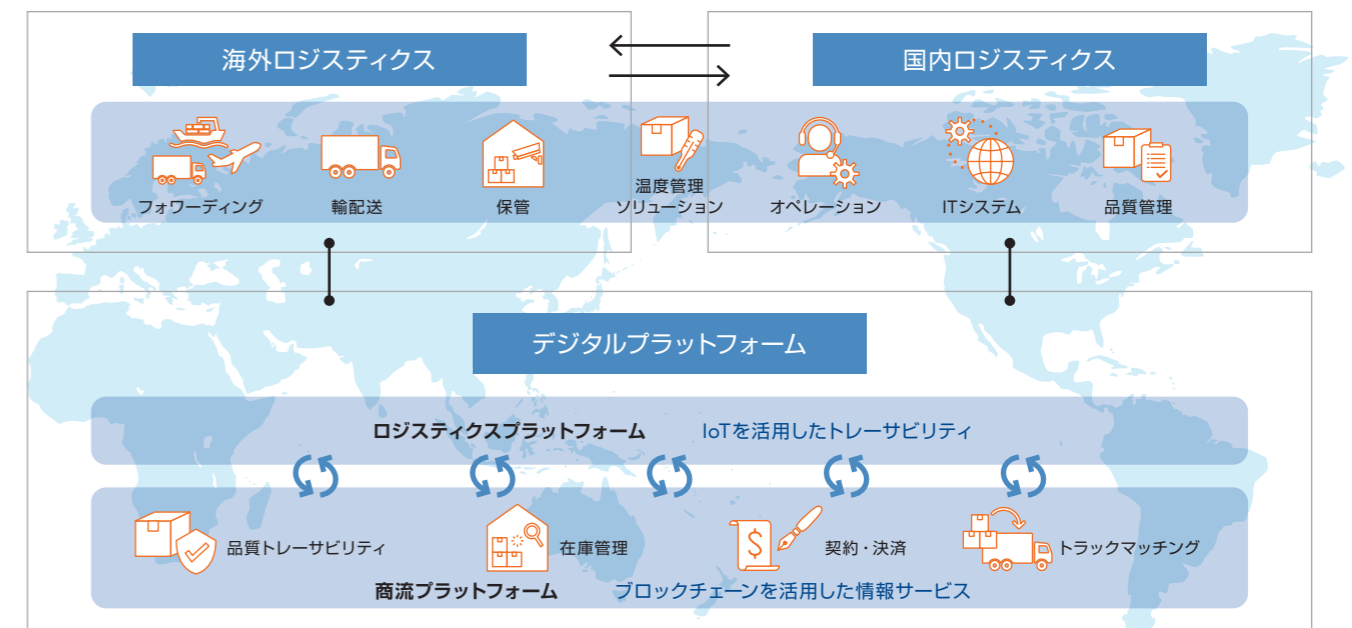 海外ロジスティクス
国内ロジスティクス
フォワーディング
輸配送
保管
温度管理
ソリューション
オペレーション
ITシステム
品質管理
デジタルプラットフォーム
ロジスティクスプラットフォーム IoTを活用したトレーサビリティ
品質トレーサビリティ
在庫管理
$
契約・決済
トラックマッチング
商流プラットフォーム ブロックチェーンを活用した情報サービス